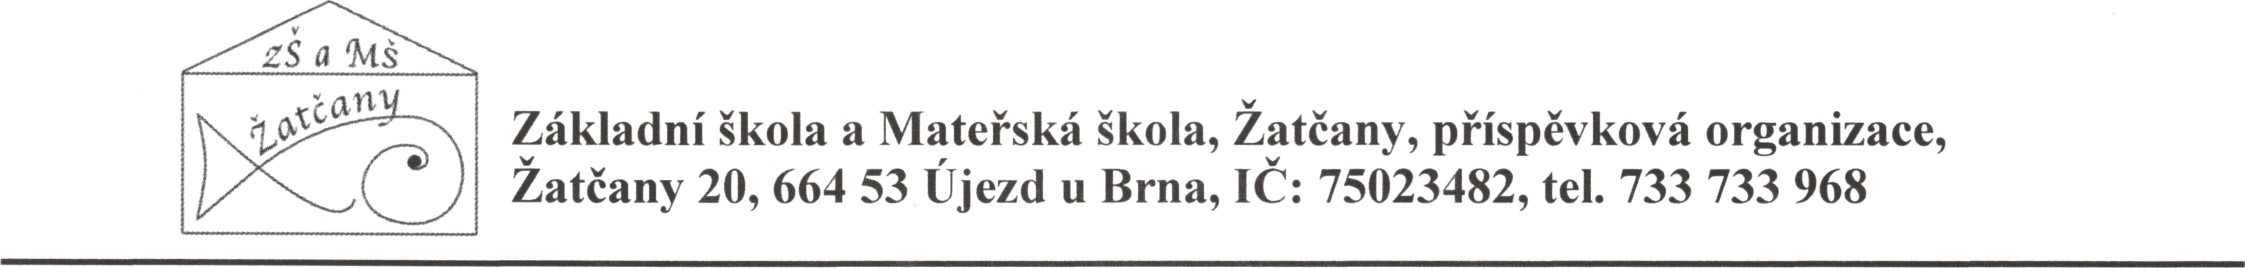 ZŠ a MŠ
Žatčany
Základní škola a Mateřská škola, Žatčany, příspěvková organizace,
Žatčany 20, 664 53 Újezd u Brna, IČ: 75023482, tel. 733 733 968